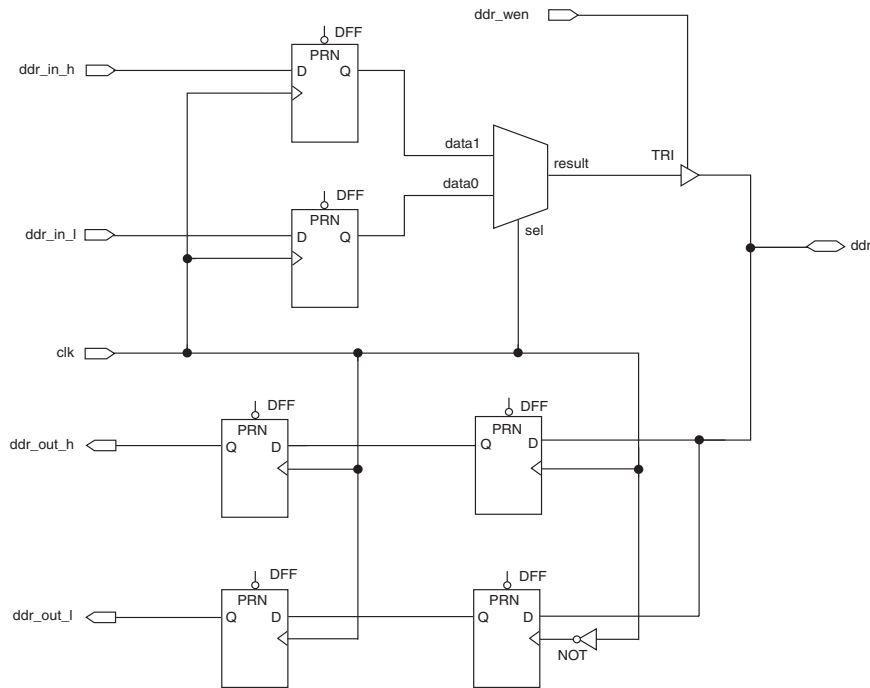 ddr_wen
DFF
PRN
ddr_in_h
D
Q
data1
TRI
result
data0
DFF
PRN
ddr_in_l
D
Q
sel
ddr
clk
DFF
DFF
PRN
PRN
ddr_out_h
Q
D
Q
D
DFF
DFF
PRN
PRN
ddr_out_l
Q
D
Q
D
NOT